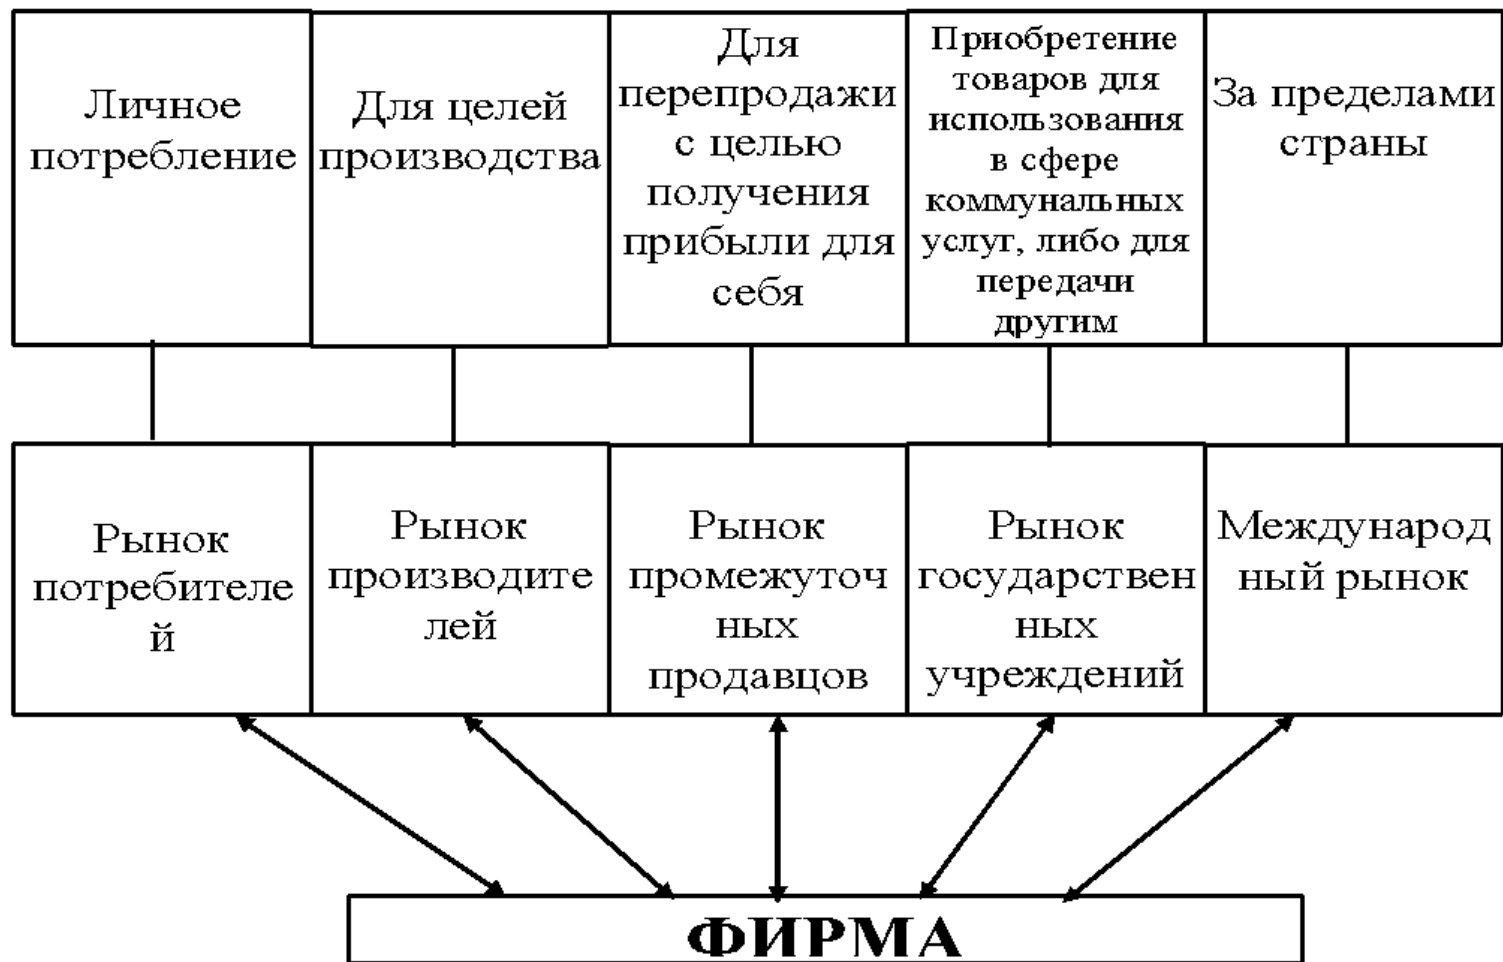 Личное
потребление
Для целей
производства
Для
перепродажи
с целью
получения
прибыли для
себя
Приобретение
товаров для
использования
в сфере
коммунальных
услуг, либо для
передачи
другим
За пределами
страны
Рынок
потребителе
й
Рынок
производите
лей
Рынок
промежуточ
ных
продавцов
Рынок
государствен
ных
учреждений
Международ
ный рынок
ФИРМА